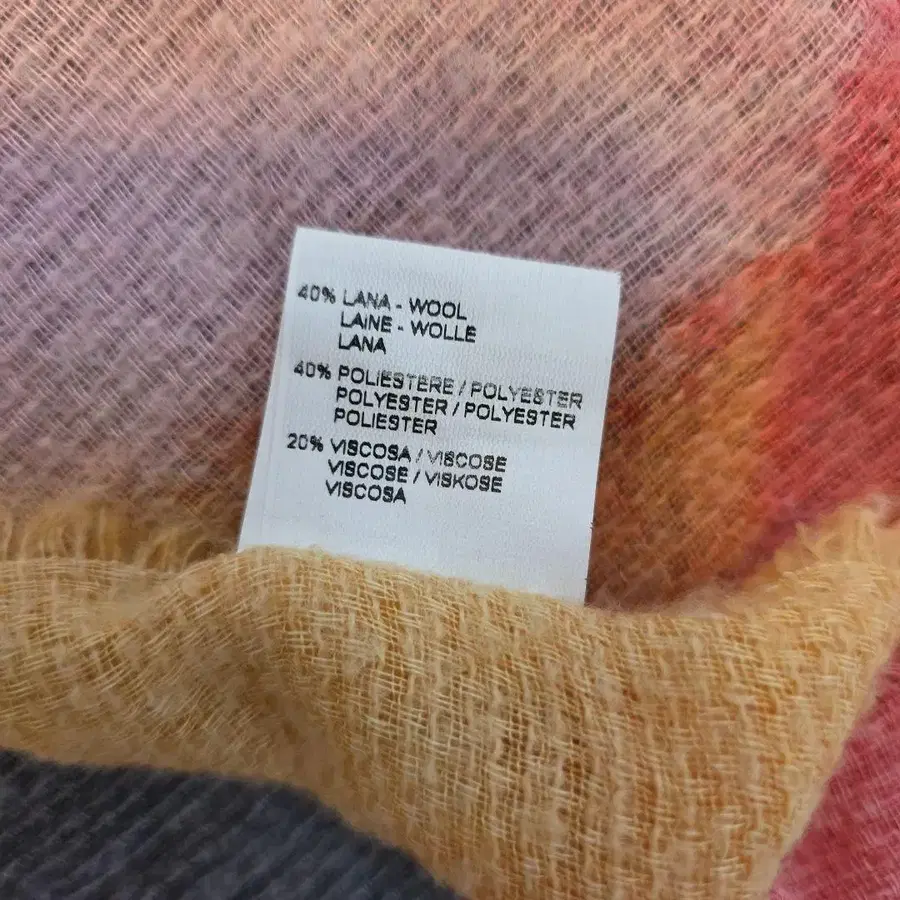 40% LANA - WOOL
LAINE - WOLLE
LANA
40% POLIESTERE / POLYESTER
POLYESTER / POLYESTER
POLIESTER
20% VISCOSA / VISCOSE
VISCOSE / VISKOSE
VISCOSA